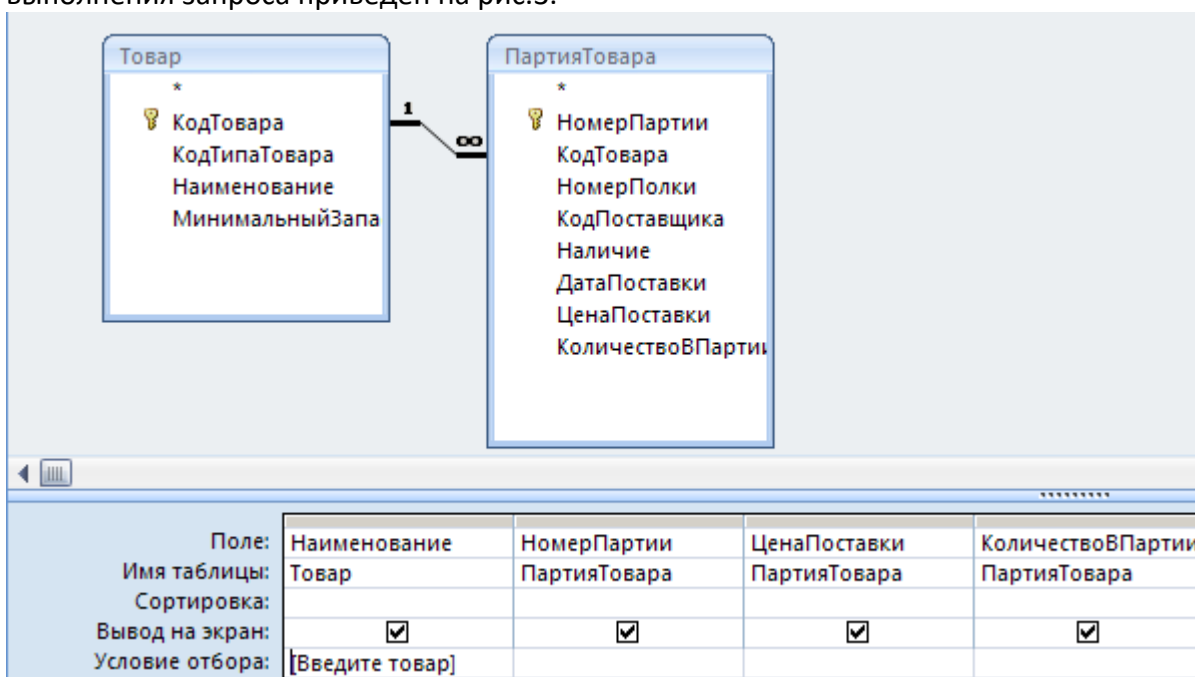 выполнения запроса приведен на рис.3.
Товар
*
КодТовара
КодТипаТовара
Наименование
МинимальныйЗапа
1
∞
ПартияТовара
*
НомерПартии
КодТовара
НомерПолки
КодПоставщика
Наличие
ДатаПоставки
ЦенаПоставки
КоличествоВПартии
Поле: Наименование НомерПартии ЦенаПоставки КоличествоВПартии
Имя таблицы: Товар ПартияТовара ПартияТовара ПартияТовара
Сортировка:
Вывод на экран:
Условие отбора: [Введите товар]